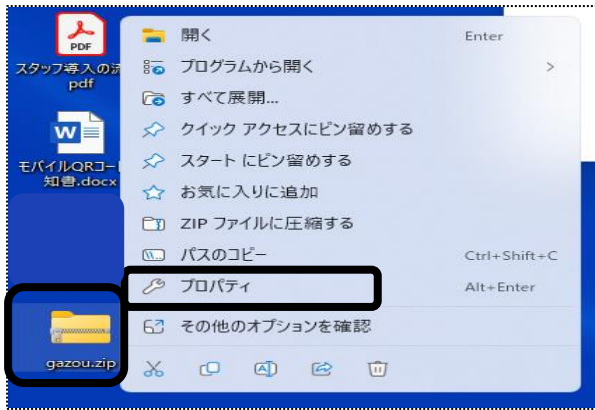 PDF
スタッフ導入の流
pdf
W
モバイルQRコード
知書.docx
gazou.zip
開く Enter
プログラムから開く >
すべて展開...
クイック アクセスにピン留めする
スタート にピン留めする
お気に入りに追加
ZIP ファイルに圧縮する
パスのコピー Ctrl+Shift+C
プロパティ Alt+Enter
その他のオプションを確認